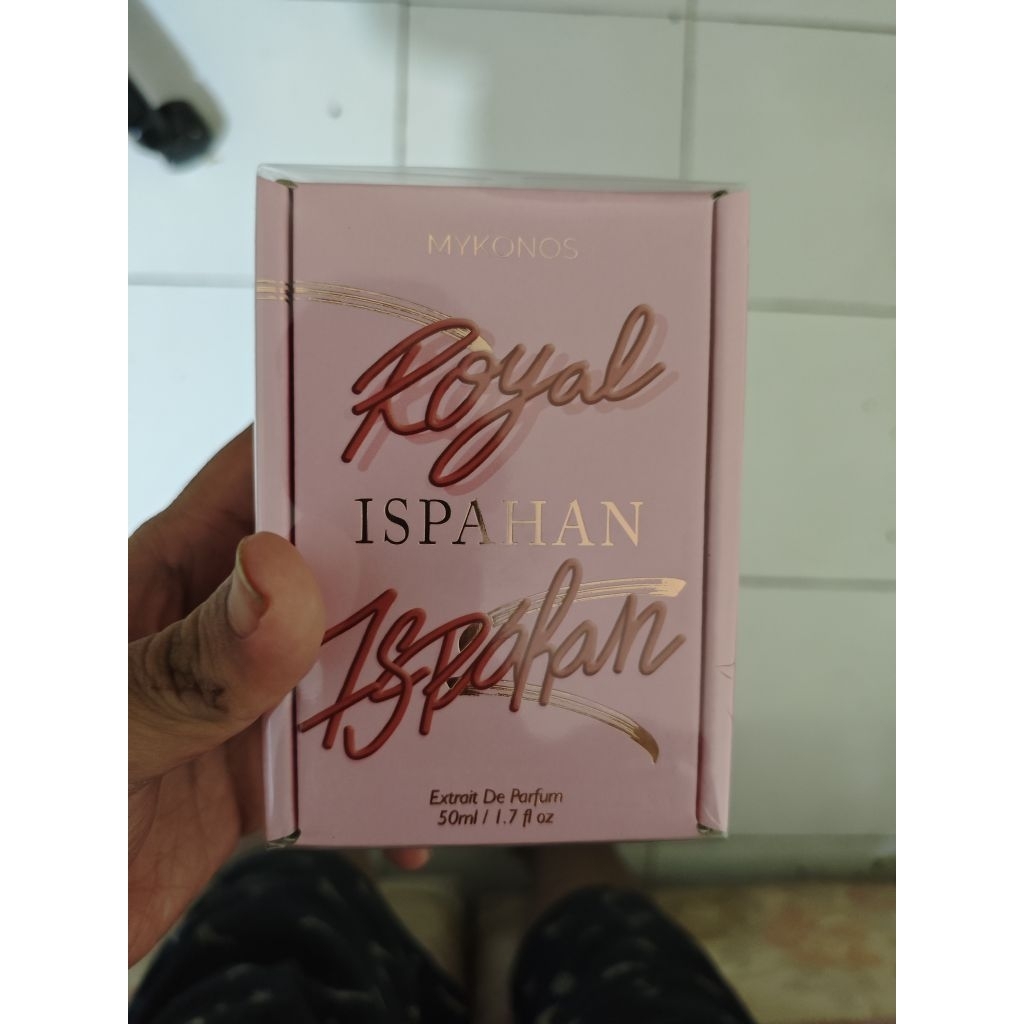 MYKONOS
Royal
ISPAHAN
Ispahan
Extrait De Parfum
50ml / 1.7 fl oz